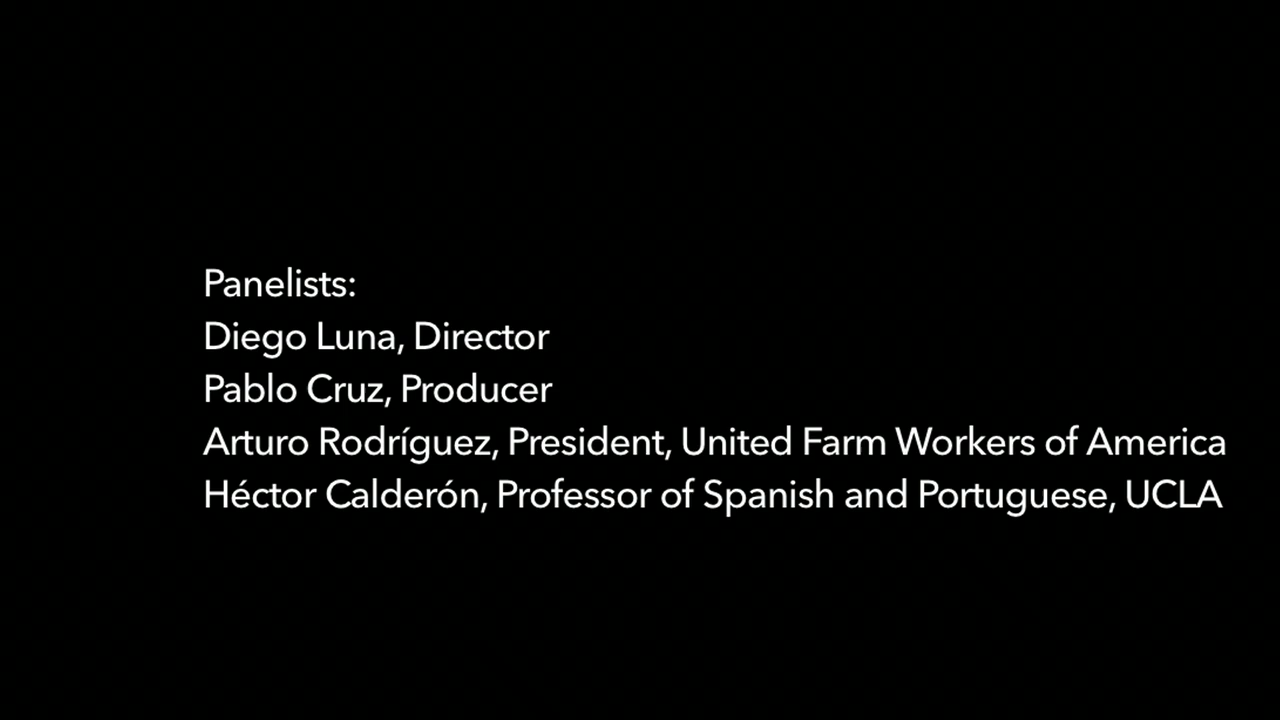 Panelists:
Diego Luna, Director
Pablo Cruz, Producer
Arturo Rodríguez, President, United Farm Workers of America
Héctor Calderón, Professor of Spanish and Portuguese, UCLA